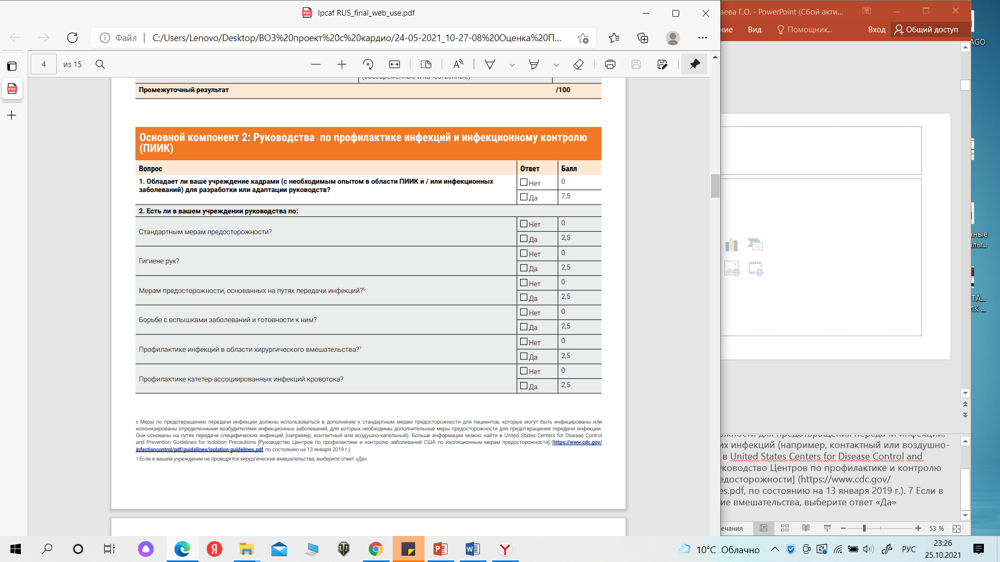 Ipcaf RUS_final_web_use.pdf
Файл
C:/Users/Lenovo/Desktop/ВОЗ%20проект%20с%20кардио/24-05-2021_10-27-08%20Оценка%20П...
4 из 15
(своевременные и качественные)
Промежуточный результат /100
Основной компонент 2: Руководства по профилактике инфекций и инфекционному контролю
(ПИИК)
Вопрос Ответ Балл
1. Обладает ли ваше учреждение кадрами (с необходимым опытом в области ПИИК и / или инфекционных
заболеваний) для разработки или адаптации руководств?
Нет 0
Да 7,5
2. Есть ли в вашем учреждении руководства по:
Стандартным мерам предосторожности?
Нет 0
Да 2,5
Гигиене рук?
Нет 0
Да 2,5
Мерам предосторожности, основанных на путях передачи инфекций?6
Нет 0
Да 2,5
Борьбе с вспышками заболеваний и готовности к ним?
Нет 0
Да 2,5
Профилактике инфекций в области хирургического вмешательства?7
Нет 0
Да 2,5
Профилактике катетер-ассоциированных инфекций кровотока?
Нет 0
Да 2,5
6 Меры по предотвращению передачи инфекции должны использоваться в дополнение к стандартным мерам предосторожности для пациентов, которые могут быть инфицированы или
колонизированы определенными возбудителями инфекционных заболеваний, для которых необходимы дополнительные меры предосторожности для предотвращения передачи инфекции.
Они основаны на путях передачи специфических инфекций (например, контактный или воздушно-капельный). Больше информации можно найти в United States Centers for Disease Control
and Prevention Guidelines for Isolation Precautions [Руководство Центров по профилактике и контролю заболеваний США по изоляционным мерам предосторожности] (https://www.cdc.gov/
infectioncontrol/pdf/guidelines/isolation-guidelines.pdf, по состоянию на 13 января 2019 г.).
7 Если в вашем учреждении не проводятся хирургические вмешательства, выберите ответ «Да».
аева Г.О. - PowerPoint (Сбой акти...
ние Вид Помощник... Вход Общий доступ
AGO
нные
лы...
ТА...
ИК ...
ожности для предотвращения передачи инфекции.
их инфекций (например, контактный или воздушно-
в United States Centers for Disease Control and
уководство Центров по профилактике и контролю
едосторожности] (https://www.cdc.gov/
es.pdf, по состоянию на 13 января 2019 г.). 7 Если в
ие вмешательства, выберите ответ «Да»
ечания 53 %
10°C Облачно РУС 23:26
25.10.2021